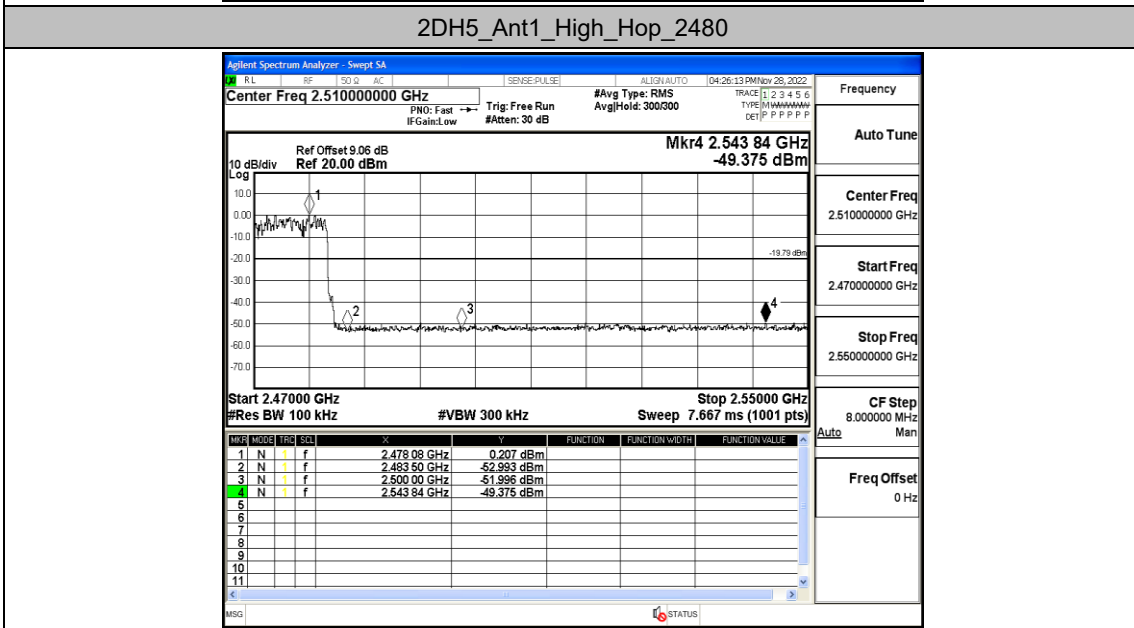 2DH5_Ant1_High_Hop_2480
Agilent Spectrum Analyzer - Swept SA
RL RF 50 Ω AC SENSE:PULSE ALIGN AUTO 04:26:13 PM Nov 28, 2022
Center Freq 2.510000000 GHz #Avg Type: RMS TRACE 1 2 3 4 5 6
PNO: Fast Trig: Free Run Avg|Hold: 300/300 TYPE M WWWWW
IFGain:Low #Atten: 30 dB DET P P P P P P
Frequency
Auto Tune
Mkr4 2.543 84 GHz
-49.375 dBm
Ref Offset 9.06 dB
10 dB/div Ref 20.00 dBm
Log
10.0
0.00
-10.0
-20.0
-30.0
-40.0
-50.0
-60.0
-70.0
1
2
3
4
-19.79 dBm
Center Freq
2.510000000 GHz
Start Freq
2.470000000 GHz
Stop Freq
2.550000000 GHz
Start 2.47000 GHz Stop 2.55000 GHz
#Res BW 100 kHz #VBW 300 kHz Sweep 7.667 ms (1001 pts)
CF Step
8.000000 MHz
Auto Man
MKR MODE TRC SCL X Y FUNCTION FUNCTION WIDTH FUNCTION VALUE
1 N 1 f 2.478 08 GHz 0.207 dBm
2 N 1 f 2.483 50 GHz -52.993 dBm
3 N 1 f 2.500 00 GHz -51.996 dBm
4 N 1 f 2.543 84 GHz -49.375 dBm
5
6
7
8
9
10
11
Freq Offset
0 Hz
MSG STATUS